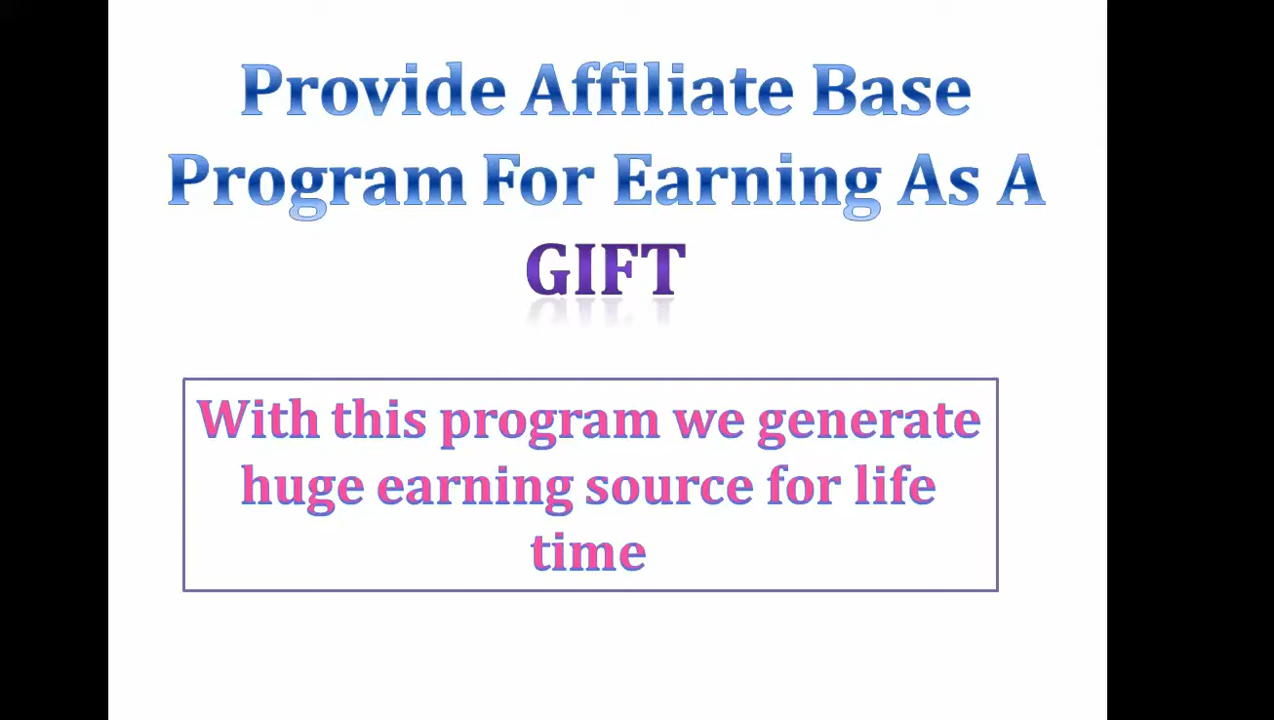 Provide Affiliate Base
Program For Earning As A
GIFT
With this program we generate
huge earning source for life
time